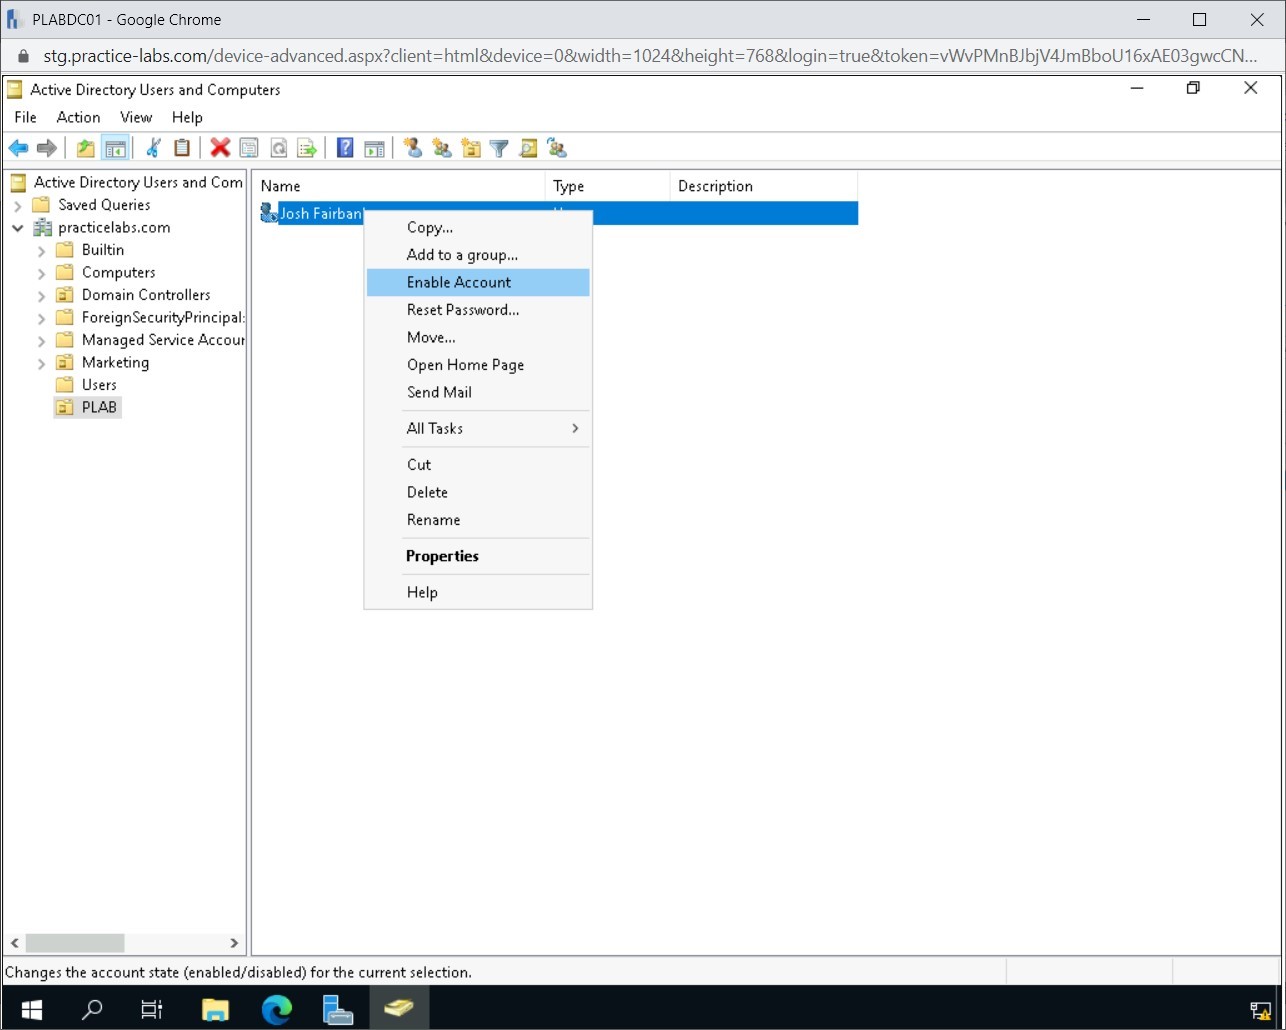 PLABDC01 - Google Chrome
stg.practice-labs.com/device-advanced.aspx?client=html&device=0&width=1024&height=768&login=true&token=vWvPMnBJbjV4JmBboU16xAE03gwcCN...
Active Directory Users and Computers
File Action View Help
Active Directory Users and Com
Saved Queries
practicelabs.com
Builtin
Computers
Domain Controllers
ForeignSecurityPrincipal:
Managed Service Accour
Marketing
Users
PLAB
Name Type Description
Josh Fairban
Copy...
Add to a group...
Enable Account
Reset Password...
Move...
Open Home Page
Send Mail
All Tasks
Cut
Delete
Rename
Properties
Help
Changes the account state (enabled/disabled) for the current selection.